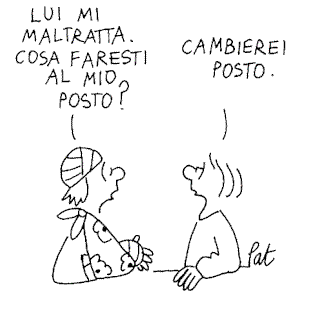 LUI MI
MALTRATTA.
COSA FARESTI
AL MIO
POSTO?
CAMBIEREI
POSTO.
Pat